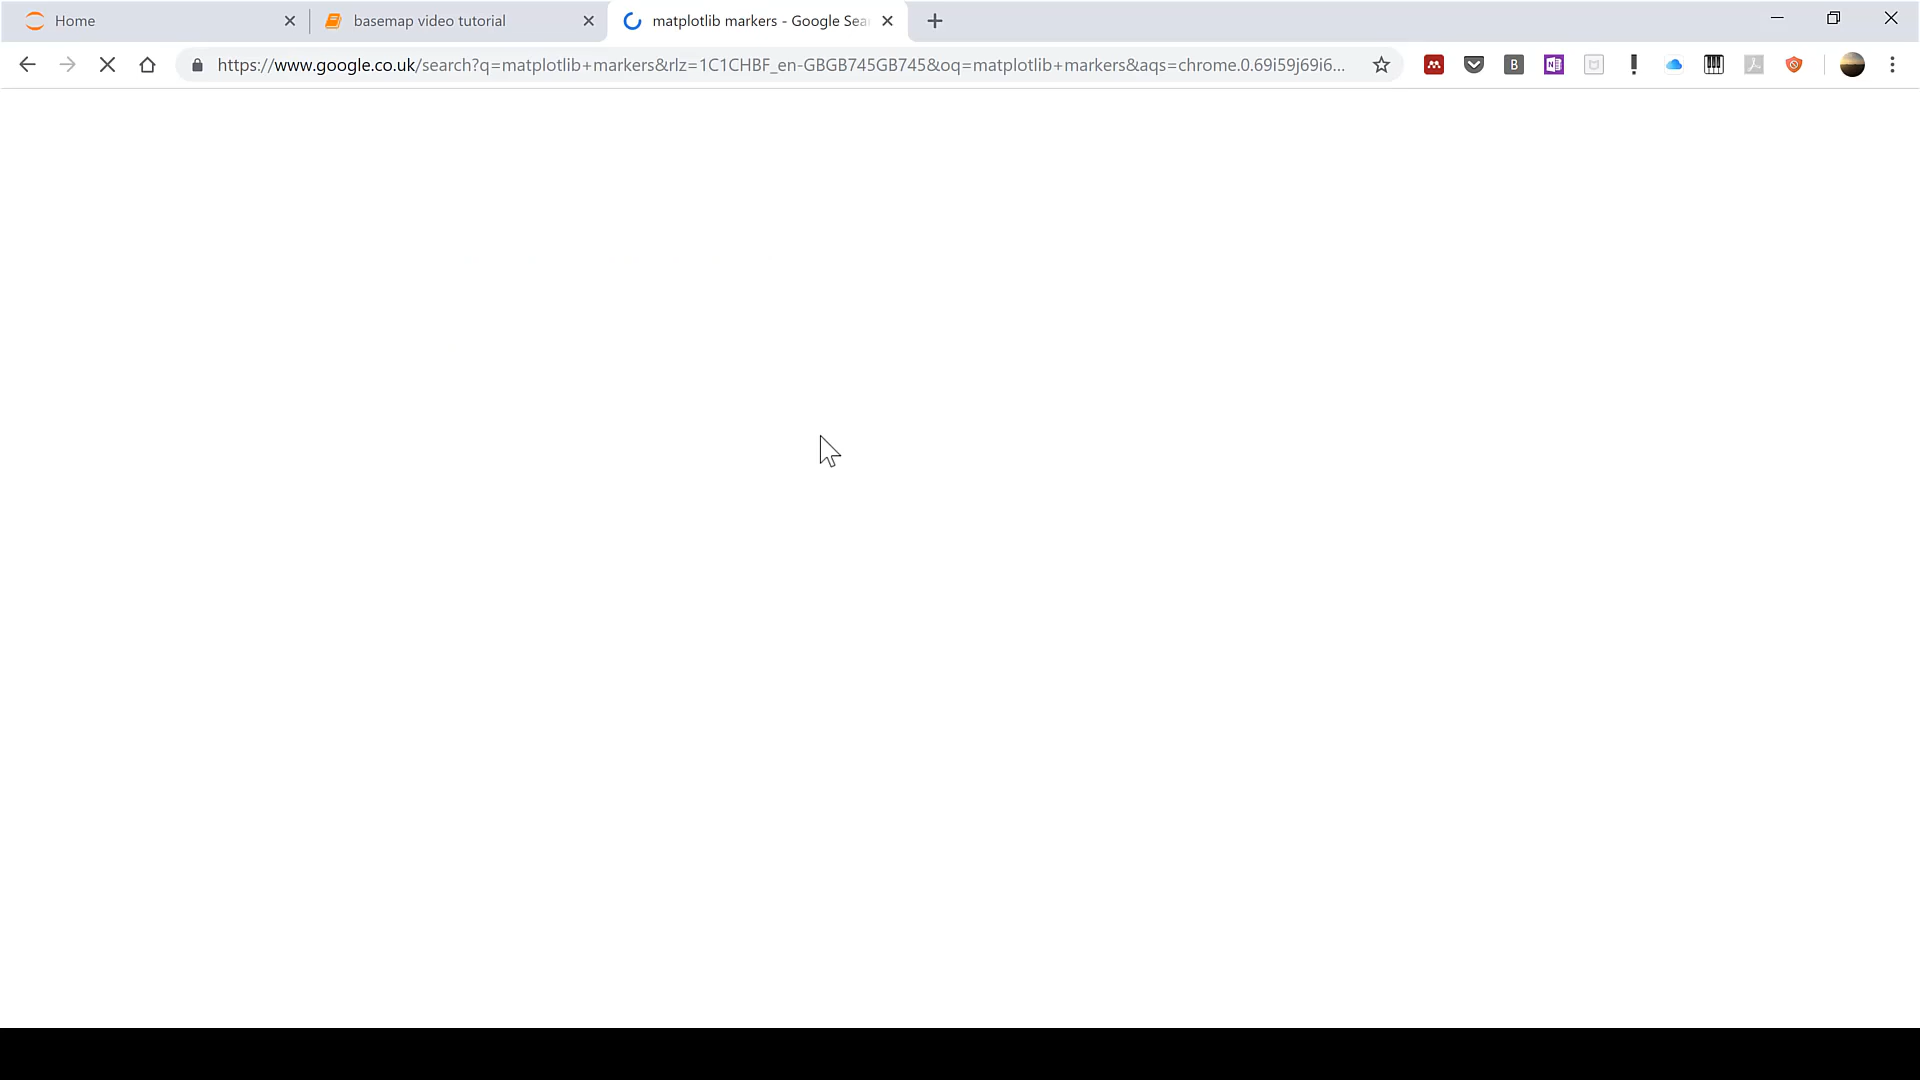 Home
basemap video tutorial
matplotlib markers - Google Sea
https://www.google.co.uk/search?q=matplotlib+markers&rlz=1C1CHBF_en-GBGB745GB745&oq=matplotlib+markers&aqs=chrome.0.69i59j69i6...
B
N